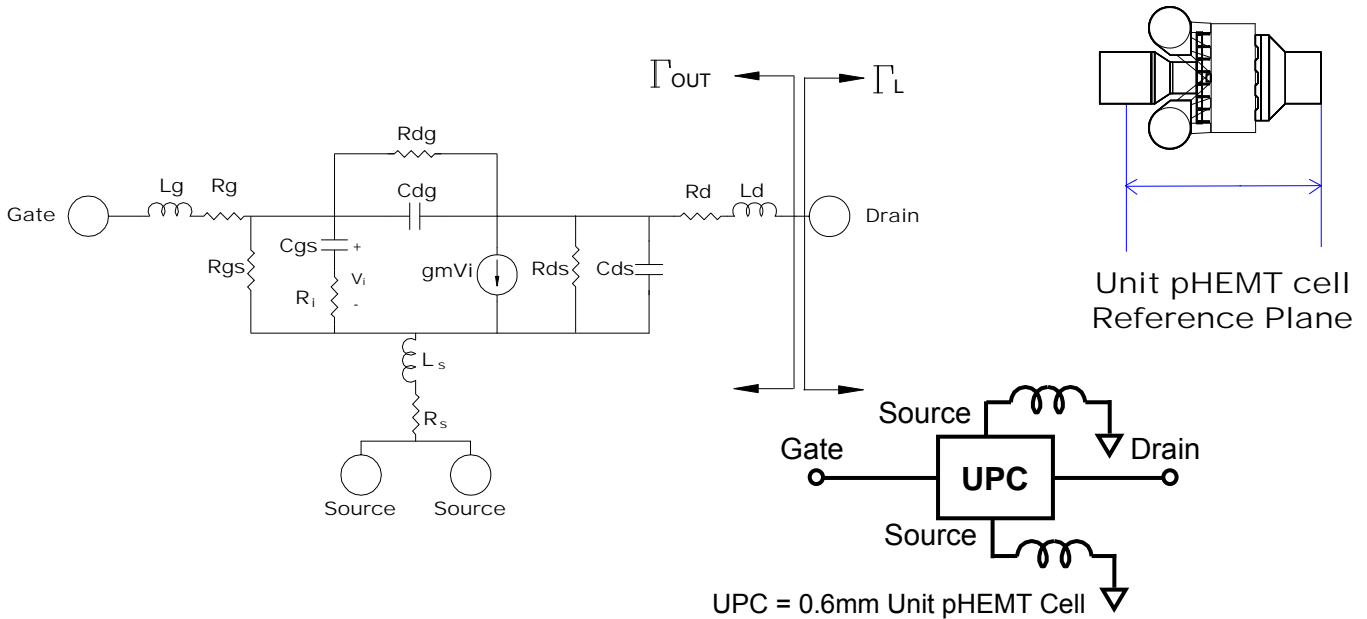 ΓOUT
ΓL
Rdg
Lg
Rg
Cdg
Rd
Ld
Gate
Drain
Cgs
+
Rgs
Vi
gmVi
Rds
Cds
Ri
-
Unit pHEMT cell
Reference Plane
Ls
Rs
Source
Source
Source
Gate
Drain
UPC
Source
UPC = 0.6mm Unit pHEMT Cell